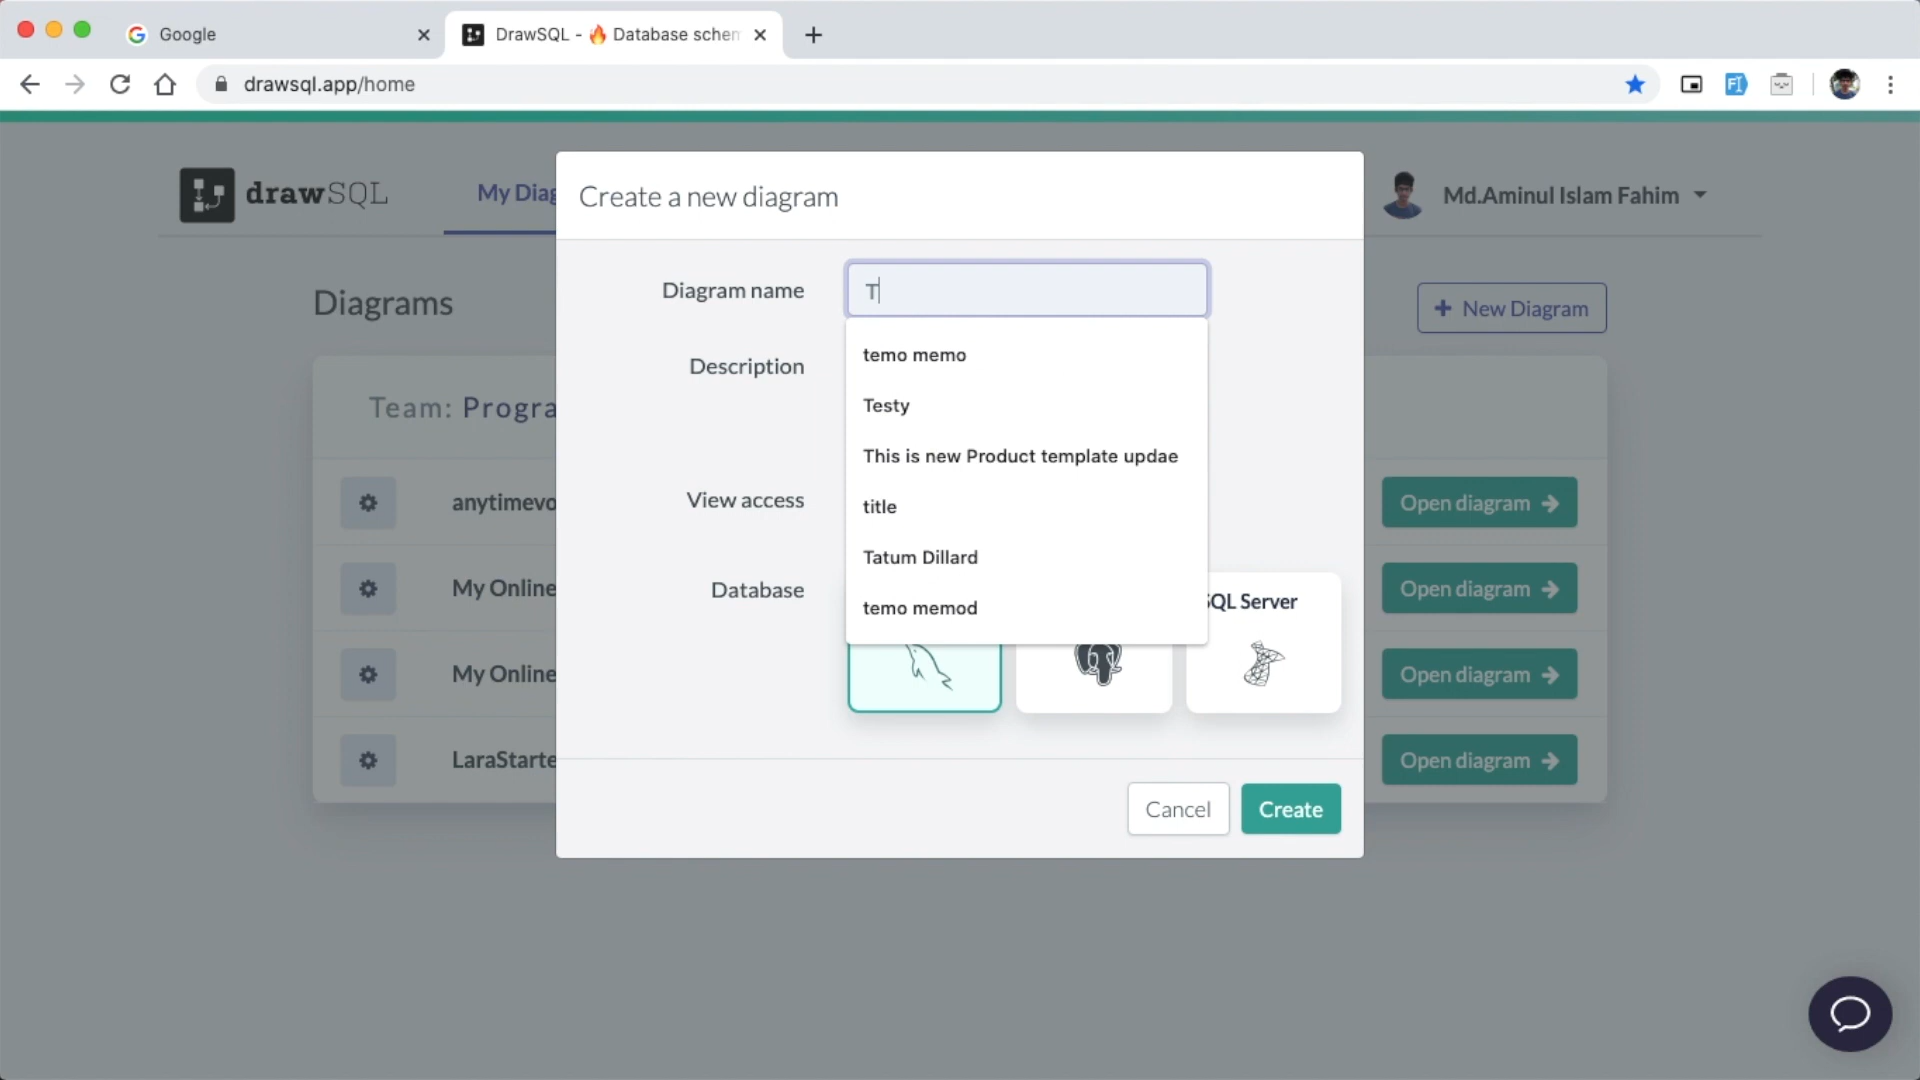 Google
DrawSQL - 🔥 Database schem
drawsql.app/home
drawSQL
My Diag
Create a new diagram
Md.Aminul Islam Fahim
Diagrams
Diagram name
T
New Diagram
temo memo
Description
Testy
Team: Progra
This is new Product template updae
View access
anytimevo
title
Open diagram
Tatum Dillard
Database
My Online
temo memod
SQL Server
Open diagram
My Online
Open diagram
LaraStarte
Open diagram
Cancel
Create